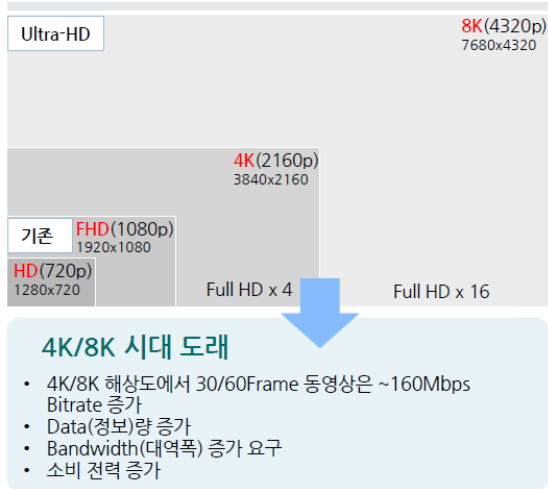 Ultra-HD
8K(4320p)
7680x4320
4K(2160p)
3840x2160
기존
FHD(1080p)
1920x1080
HD(720p)
1280x720
Full HD x 4
Full HD x 16
4K/8K 시대 도래
• 4K/8K 해상도에서 30/60Frame 동영상은 ~160Mbps
Bitrate 증가
• Data(정보)량 증가
• Bandwidth(대역폭) 증가 요구
• 소비 전력 증가